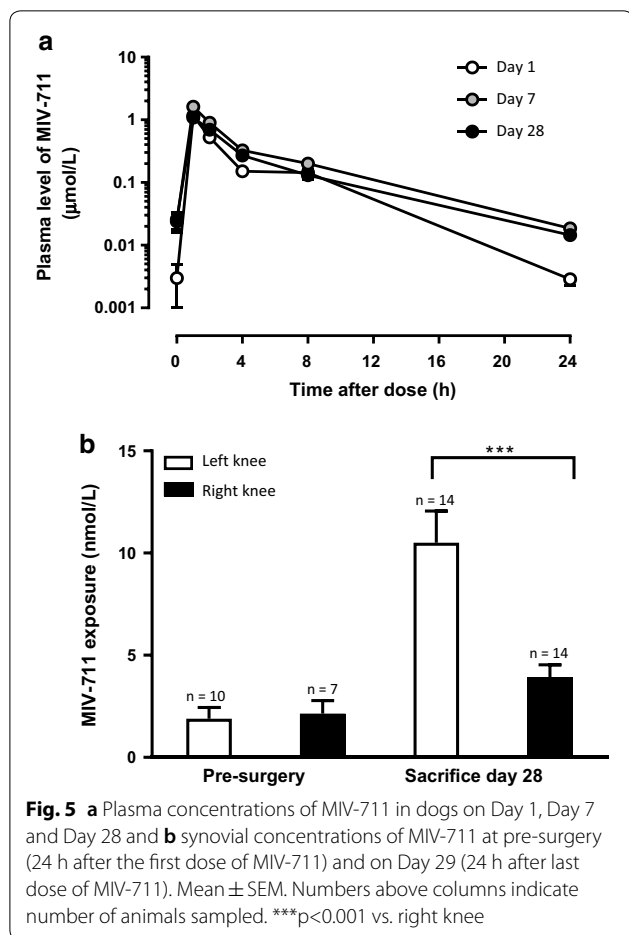 a
Day 1
Day 7
Day 28
Plasma level of MIV-711
(µmol/L)
10
1
0.1
0.01
0.001
0 4 8 12 16 20 24
Time after dose (h)
b
Left knee
Right knee
***
MIV-711 exposure (nmol/L)
15
10
5
0
n = 10
n = 7
n = 14
n = 14
Pre-surgery Sacrifice day 28
Fig. 5 a Plasma concentrations of MIV-711 in dogs on Day 1, Day 7
and Day 28 and b synovial concentrations of MIV-711 at pre-surgery
(24 h after the first dose of MIV-711) and on Day 29 (24 h after last
dose of MIV-711). Mean ± SEM. Numbers above columns indicate
number of animals sampled. ***p<0.001 vs. right knee